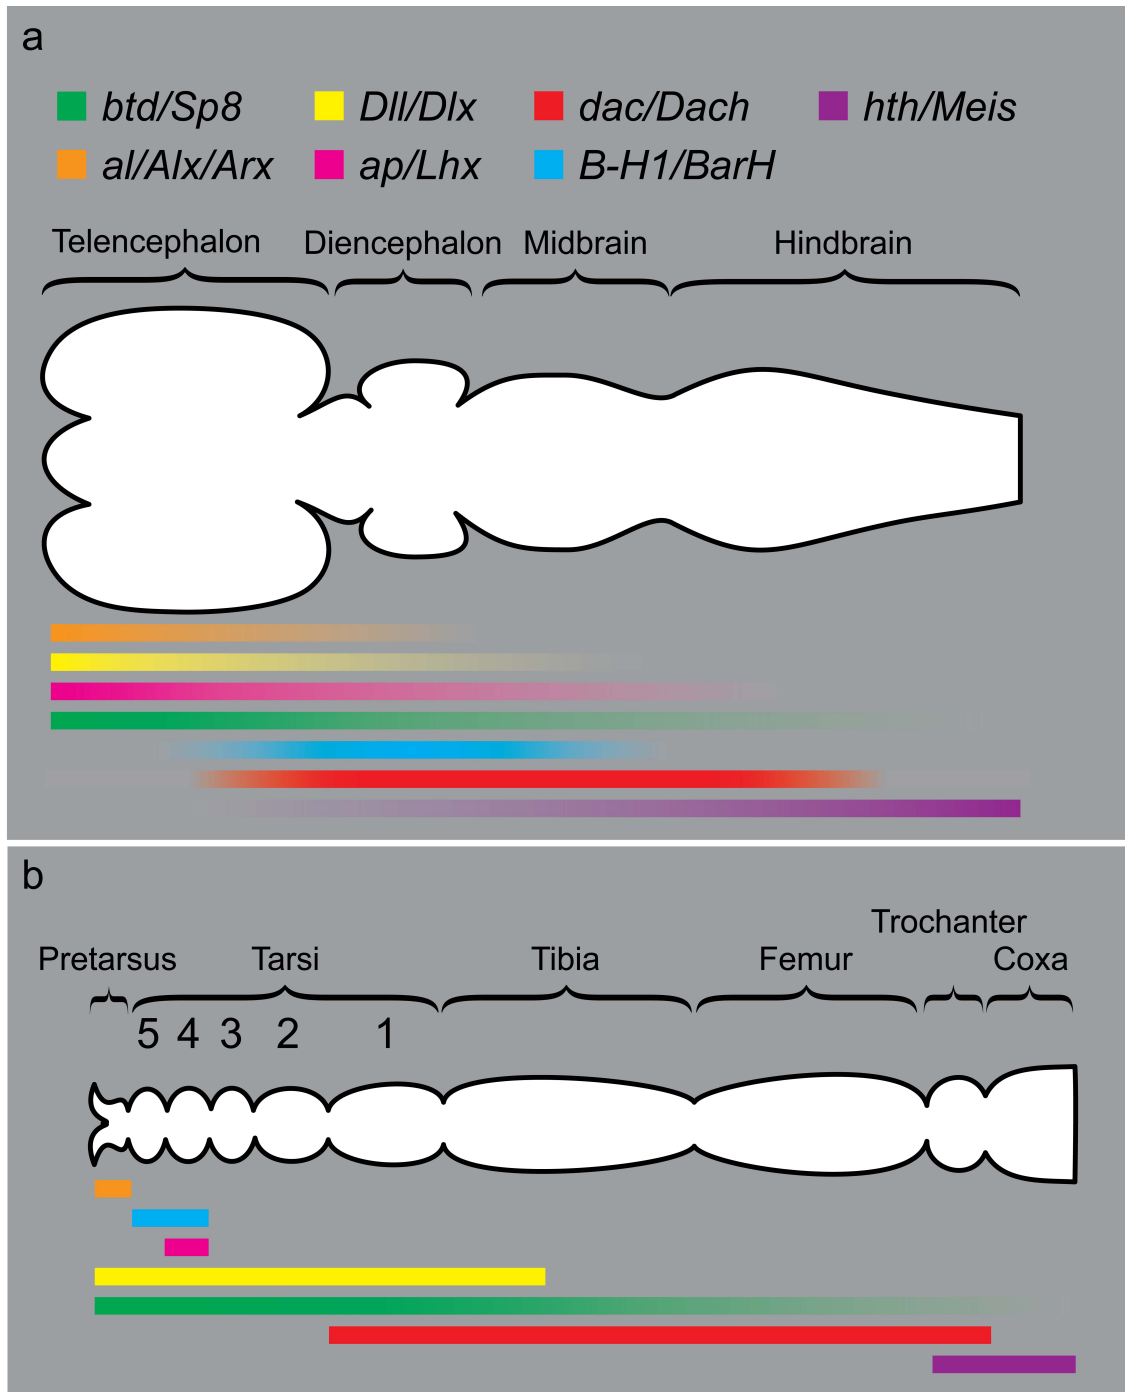 a
btd/Sp8 Dll/Dlx dac/Dach hth/Meis
al/Alx/Arx ap/Lhx B-H1/BarH
Telencephalon Diencephalon Midbrain Hindbrain
b
Trochanter
Pretarsus Tarsi Tibia Femur Coxa
5 4 3 2 1